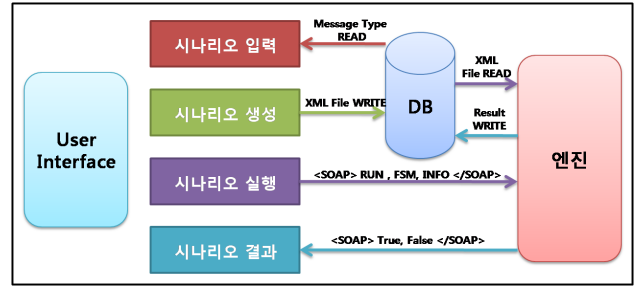 User
Interface
시나리오 입력
Message Type
READ
시나리오 생성
XML File WRITE
DB
XML
File READ
Result
WRITE
시나리오 실행
<SOAP> RUN , FSM, INFO </SOAP>
시나리오 결과
<SOAP> True, False </SOAP>
엔진